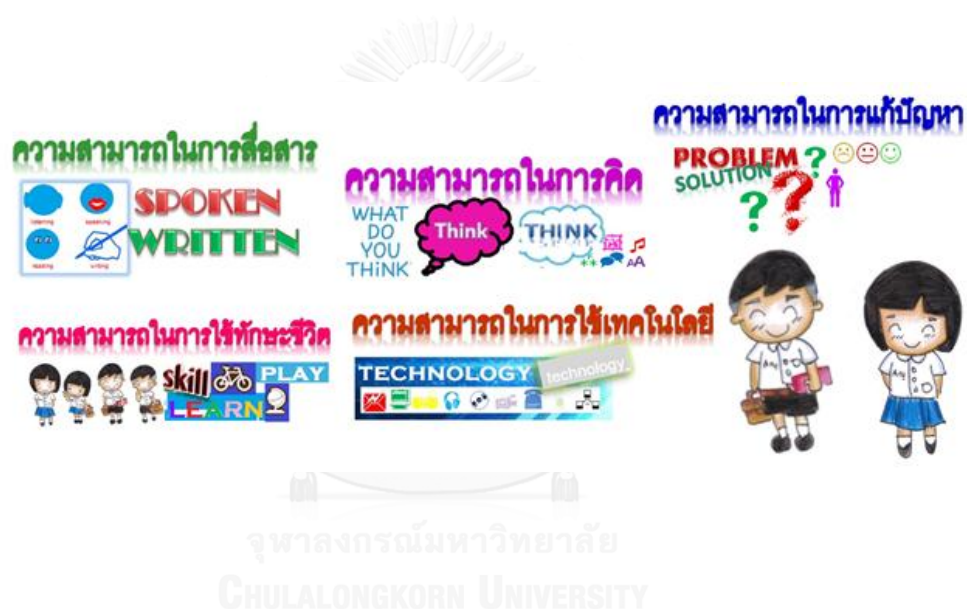 ความสามารถในการสื่อสาร
listening speaking
reading writing
SPOKEN
WRITTEN
ความสามารถในการคิด
WHAT
DO
YOU
THiNK
Think
THINK
AA
ความสามารถในการแก้ปัญหา
PROBLEM ?
SOLUTION
? ?
ความสามารถในการใช้ทักษะชีวิต
skill
PLAY
LEARN
ความสามารถในการใช้เทคโนโลยี
TECHNOLOGY
technology
จุฬาลงกรณ์มหาวิทยาลัย
CHULALONGKORN UNIVERSITY